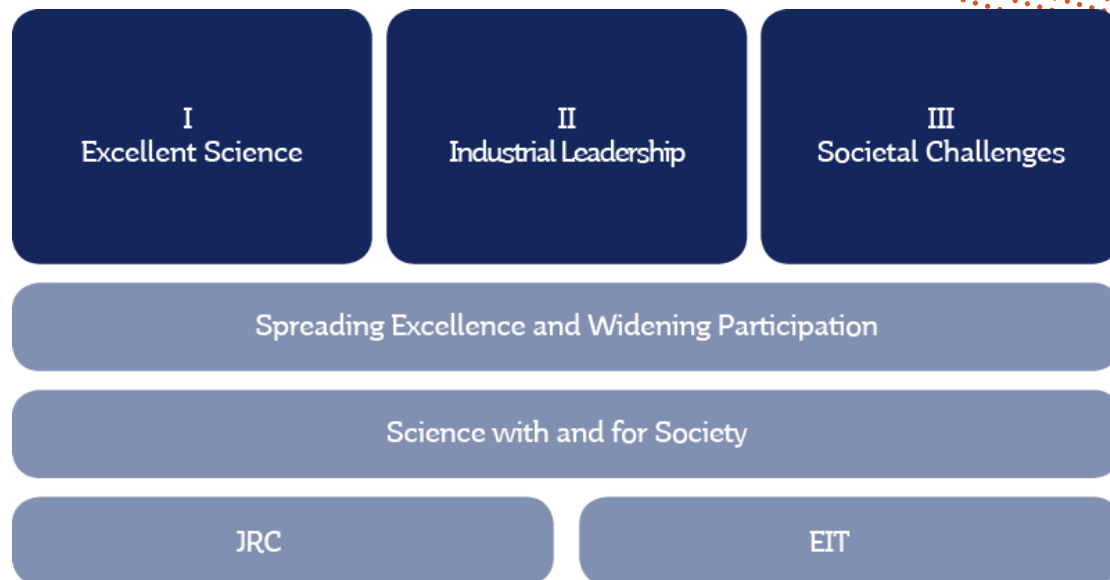 I
Excellent Science
II
Industrial Leadership
III
Societal Challenges
Spreading Excellence and Widening Participation
Science with and for Society
JRC
EIT